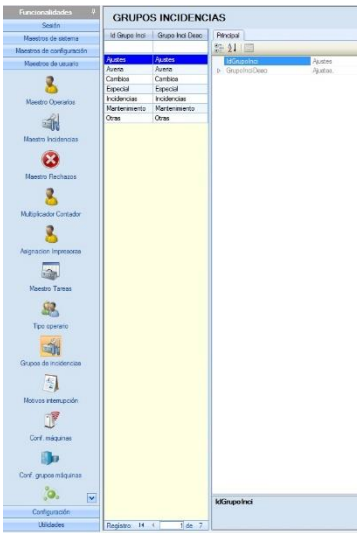 Funcionalidades
Sesión
Maestros de sistema
Maestros de configuración
Maestros de usuario
Maestro Operarios
Maestro Incidencias
Maestro Rechazos
Multiplicador Contador
Asignacion Impresoras
Maestro Tareas
Tipo operario
Grupos de incidencias
Motivos interrupción
Conf. máquinas
Conf. grupos máquinas
Configuración
Utilidades
GRUPOS INCIDENCIAS
Id Grupo Inci Grupo Inci Desc
Ajustes Ajustes
Averia Averia
Cambios Cambios
Especial Especial
Incidencias Incidencias
Mantenimiento Mantenimiento
Otras Otras
Registro 1 de 7
Principal
IdGrupoInci Ajustes
GrupoInciDesc Ajustes
IdGrupoInci